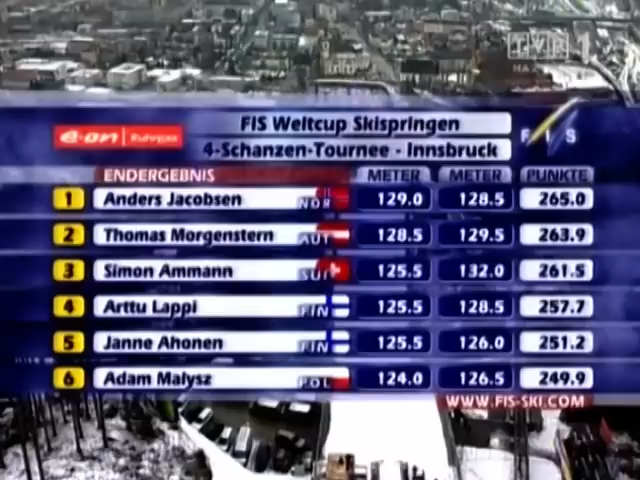 TVP 1
e·on Ruhrgas
FIS Weltcup Skispringen
FIS
4-Schanzen-Tournee - Innsbruck
ENDERGEBNIS METER METER PUNKTE
1 Anders Jacobsen NOR 129.0 128.5 265.0
2 Thomas Morgenstern AUT 128.5 129.5 263.9
3 Simon Ammann SUI 125.5 132.0 261.5
4 Arttu Lappi FIN 125.5 128.5 257.7
5 Janne Ahonen FIN 125.5 126.0 251.2
6 Adam Malysz POL 124.0 126.5 249.9
WWW.FIS-SKI.COM